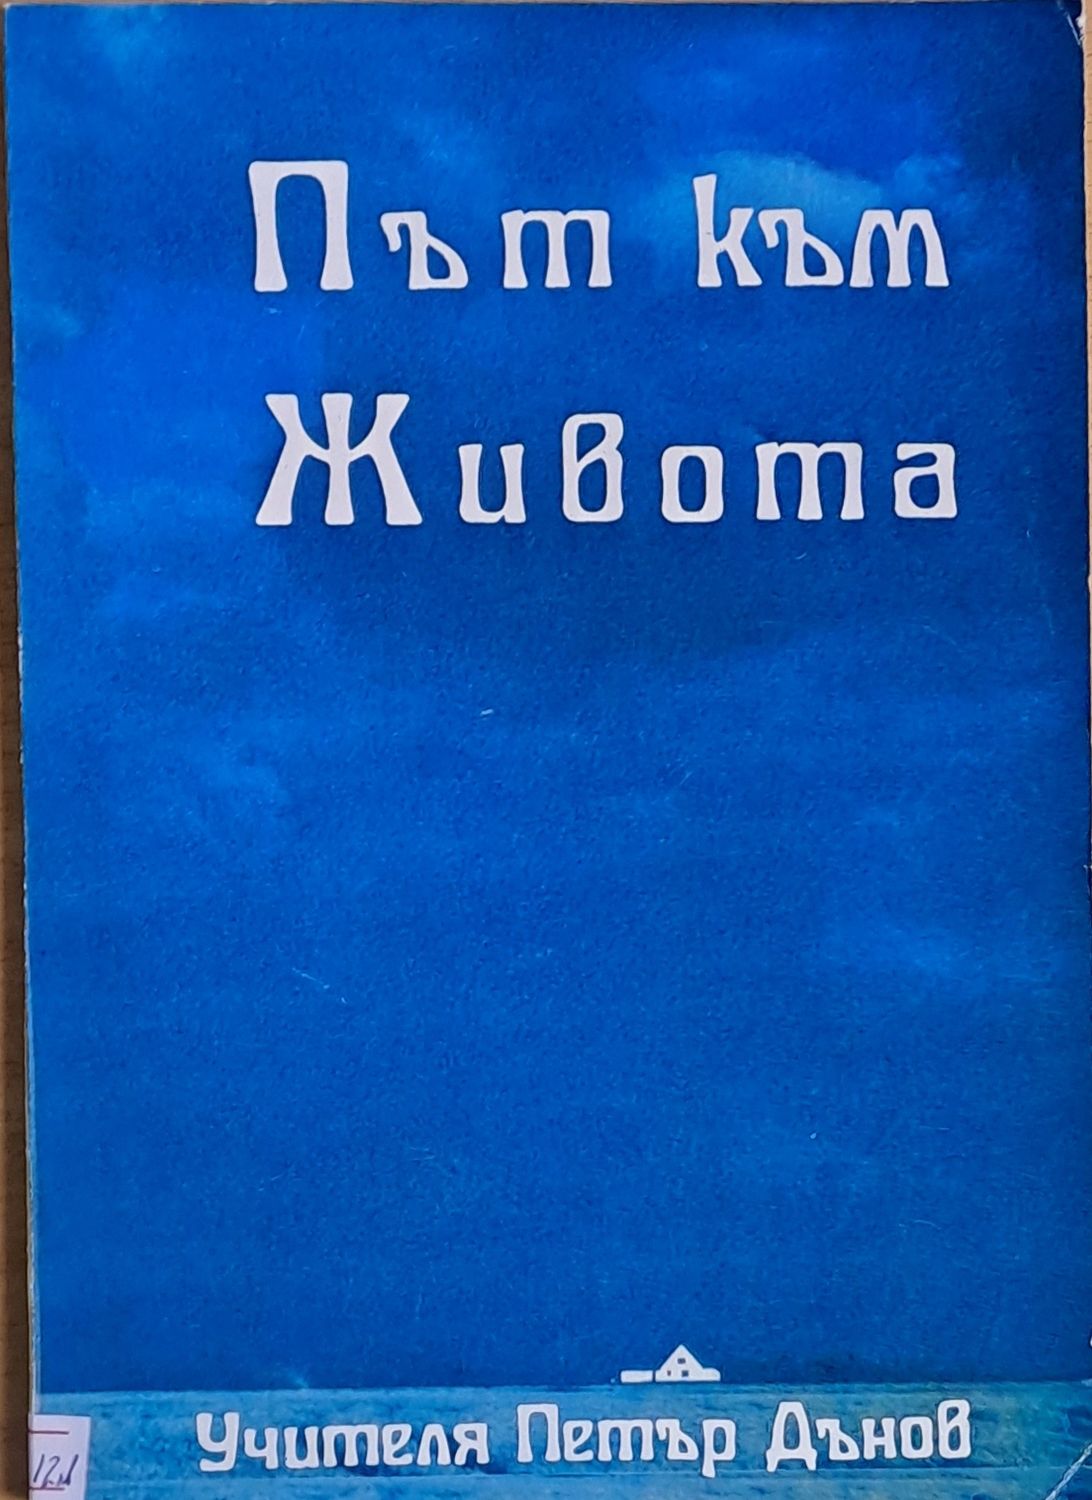 Път към
Живота
Учителя Петър Дънов